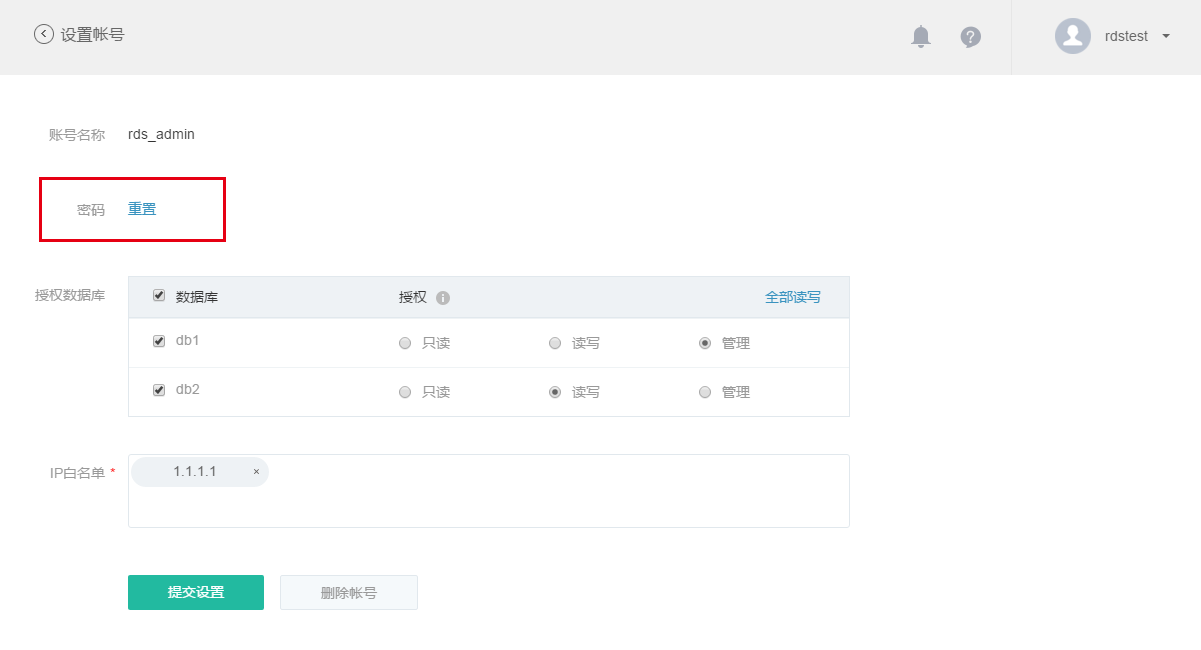 设置帐号
rdstest
账号名称 rds_admin
密码 重置
授权数据库
数据库 授权 全部读写
db1 只读 读写 管理
db2 只读 读写 管理
IP白名单 * 1.1.1.1 ×
提交设置 删除帐号